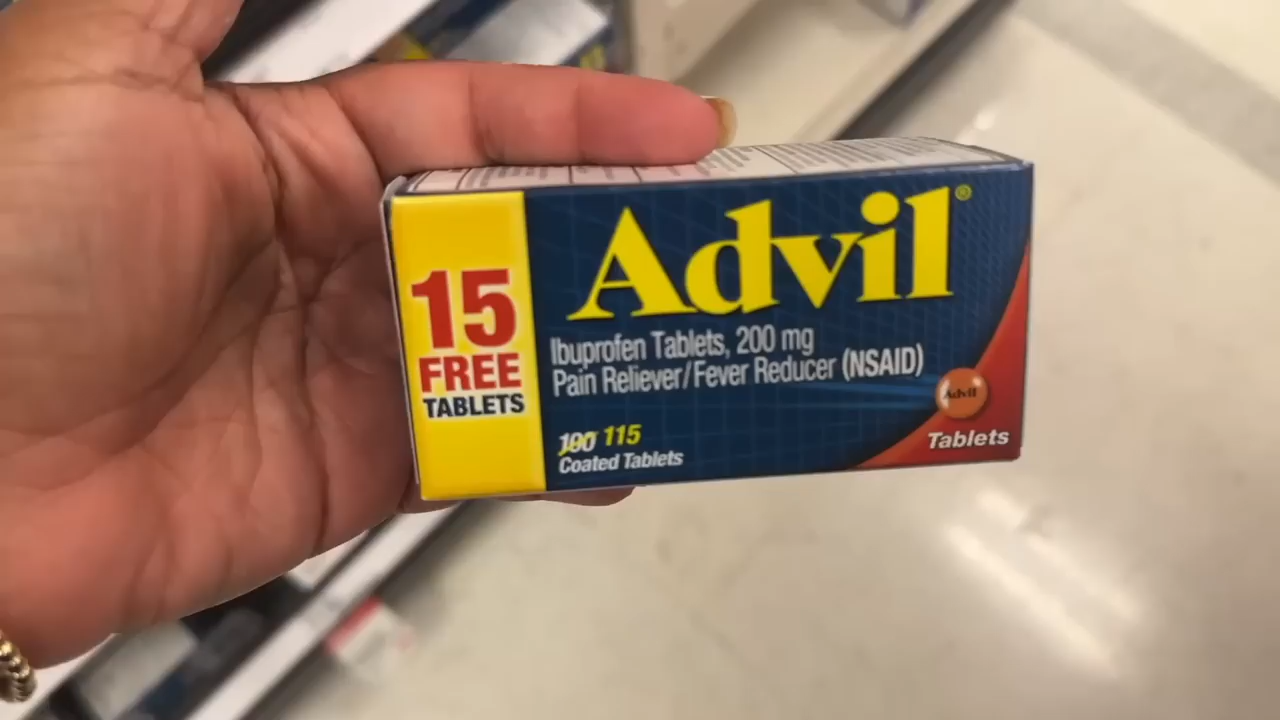 Advil®
15
FREE
TABLETS
Ibuprofen Tablets, 200 mg
Pain Reliever/Fever Reducer (NSAID)
100 115
Coated Tablets
Advil
Tablets